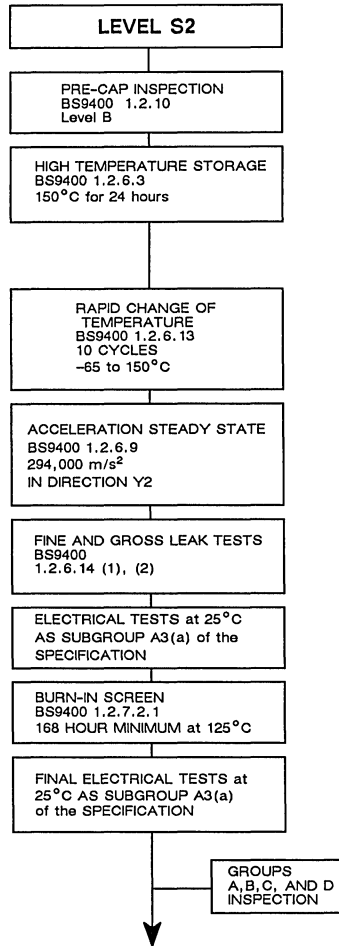 LEVEL S2
PRE-CAP INSPECTION
BS9400 1.2.10
Level B
HIGH TEMPERATURE STORAGE
BS9400 1.2.6.3
150°C for 24 hours
RAPID CHANGE OF
TEMPERATURE
BS9400 1.2.6.13
10 CYCLES
-65 to 150°C
ACCELERATION STEADY STATE
BS9400 1.2.6.9
294,000 m/s²
IN DIRECTION Y2
FINE AND GROSS LEAK TESTS
BS9400
1.2.6.14 (1), (2)
ELECTRICAL TESTS at 25°C
AS SUBGROUP A3(a) of the
SPECIFICATION
BURN-IN SCREEN
BS9400 1.2.7.2.1
168 HOUR MINIMUM at 125°C
FINAL ELECTRICAL TESTS at
25°C AS SUBGROUP A3(a)
of the SPECIFICATION
GROUPS
A,B,C, AND D
INSPECTION